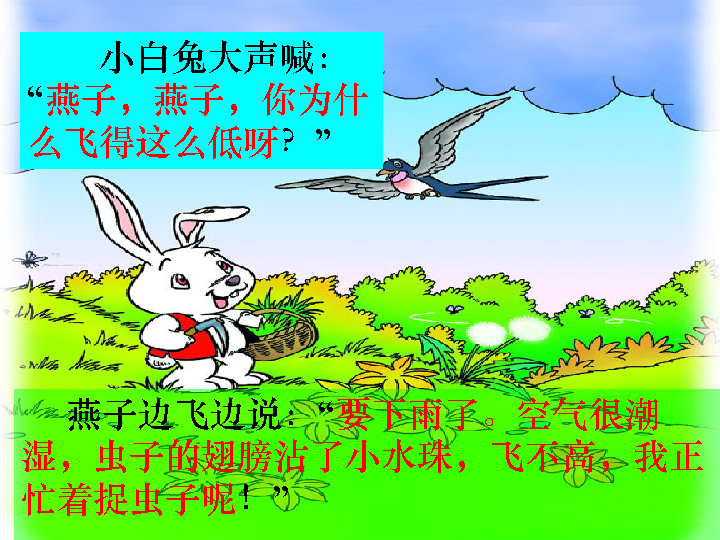 小白兔大声喊：
“燕子，燕子，你为什
么飞得这么低呀？”
燕子边飞边说：“要下雨了。空气很潮
湿，虫子的翅膀沾了小水珠，飞不高，我正
忙着捉虫子呢！”